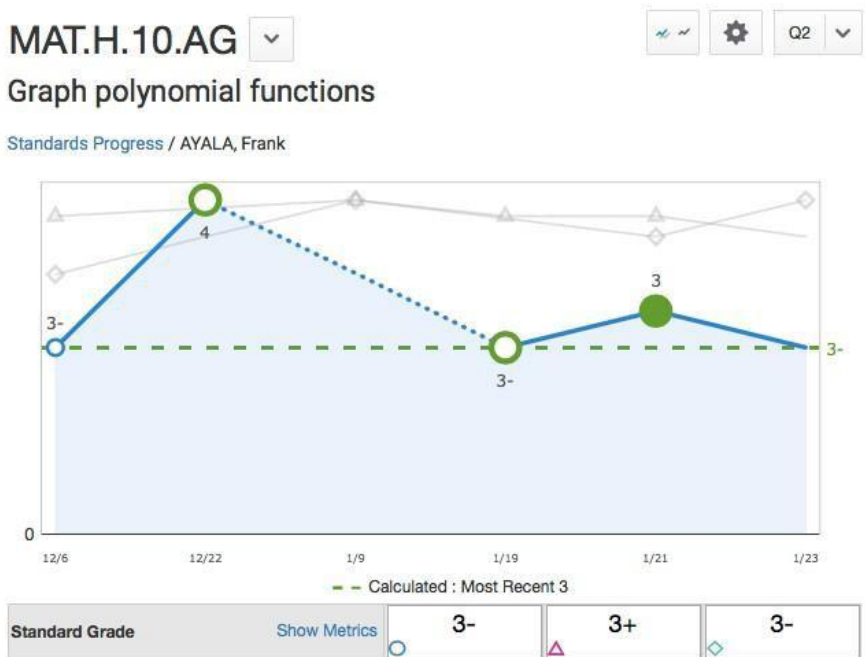 MAT.H.10.AG
Q2
Graph polynomial functions
Standards Progress / AYALA, Frank
3-
4
3-
3
3-
0
12/6 12/22 1/9 1/19 1/21 1/23
Calculated : Most Recent 3
Standard Grade Show Metrics 3- 3+ 3-